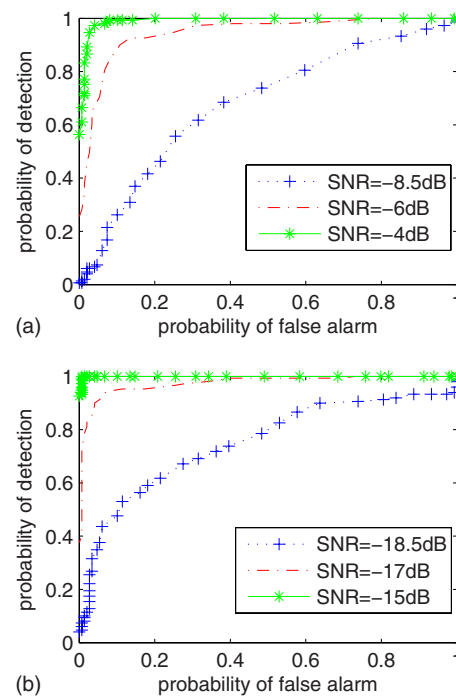 1
0.8
0.6
0.4
0.2
0
probability of detection
SNR=−8.5dB
SNR=−6dB
SNR=−4dB
0 0.2 0.4 0.6 0.8 1
(a) probability of false alarm
1
0.8
0.6
0.4
0.2
0
probability of detection
SNR=−18.5dB
SNR=−17dB
SNR=−15dB
0 0.2 0.4 0.6 0.8 1
(b) probability of false alarm